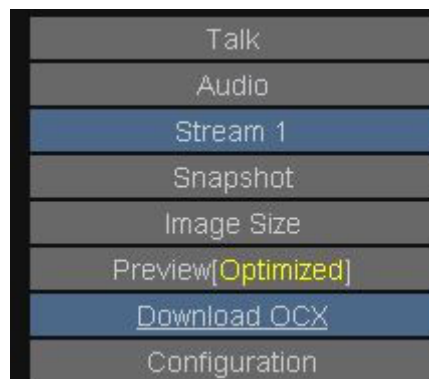 Talk
Audio
Stream 1
Snapshot
Image Size
Preview[Optimized]
Download OCX
Configuration